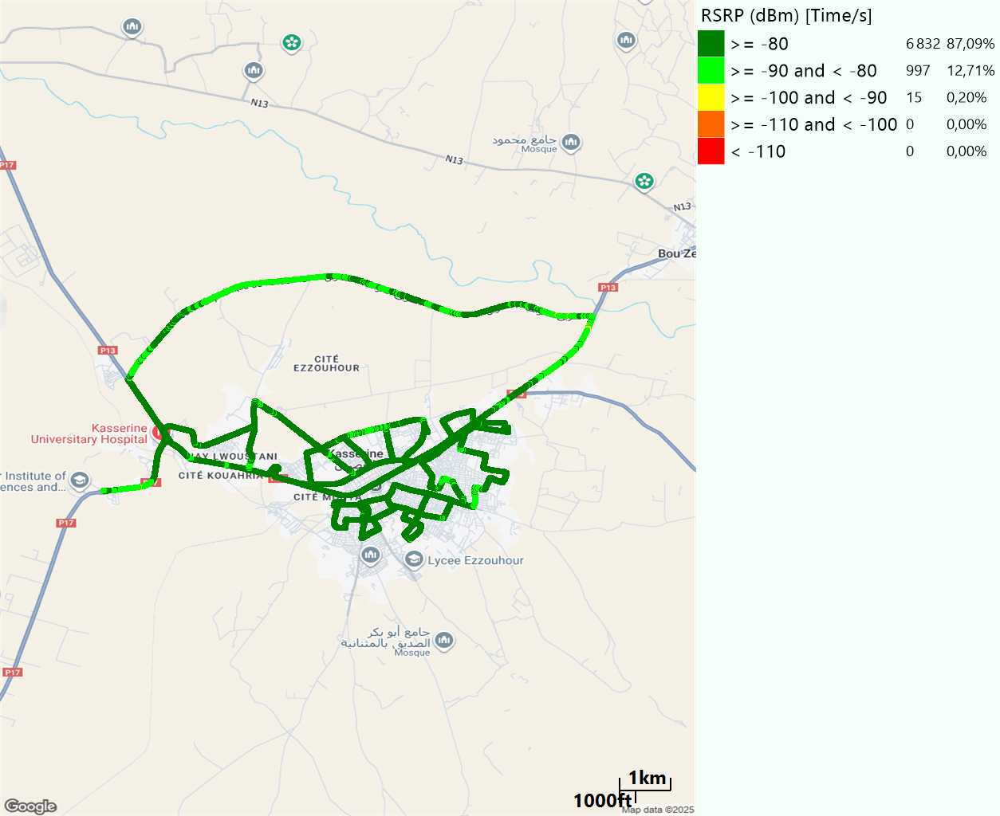 RSRP (dBm) [Time/s]
>= -80 6 832 87,09%
>= -90 and < -80 997 12,71%
>= -100 and < -90 15 0,20%
>= -110 and < -100 0 0,00%
< -110 0 0,00%
N13
جامع محمود
Mosque
N13
P17
N13
Bou Ze
P13
P13
CITÉ
EZZOUHOUR
Kasserine
Universitary Hospital
HAY LWOUSTANI
Kasserine
CITÉ KOUAHRIA
r Institute of
ences and...
P17
Lycee Ezzouhour
جامع أبو بكر
الصديق بالمثنانية
Mosque
P17
1km
1000ft
Google
Map data ©2025